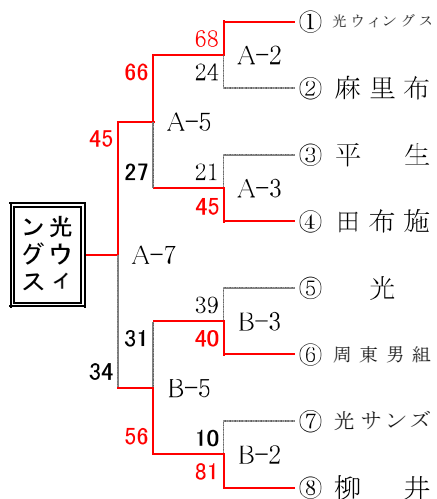 ① 光ウィングス
68
A-2
24
② 麻里布
66
A-5
③ 平 生
21
A-3
45
④ 田布施
27
45
光ウィングス
A-7
⑤ 光
39
B-3
40
⑥ 周東男組
31
34
B-5
⑦ 光サンズ
10
B-2
56
81
⑧ 柳 井